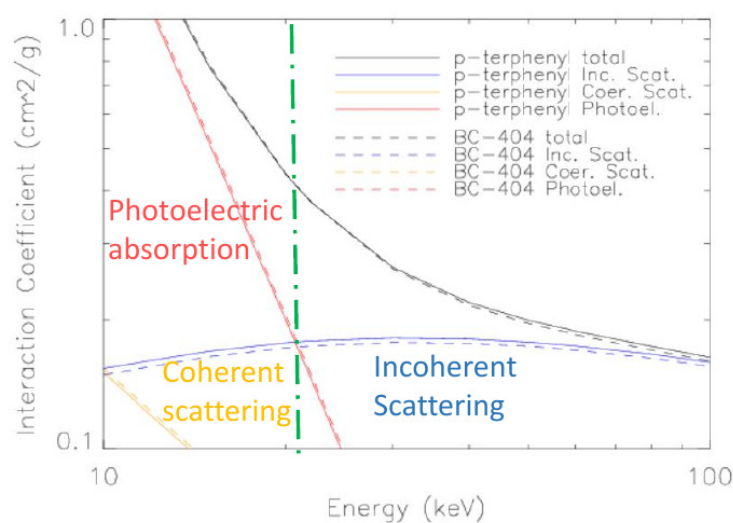 1.0
p-terphenyl total
p-terphenyl Inc. Scat.
p-terphenyl Coer. Scat.
p-terphenyl Photoel.
BC-404 total
BC-404 Inc. Scat.
BC-404 Coer. Scat.
BC-404 Photoel.
Interaction Coefficient (cm^2/g)
Photoelectric
absorption
Coherent
scattering
Incoherent
Scattering
0.1
10
100
Energy (keV)